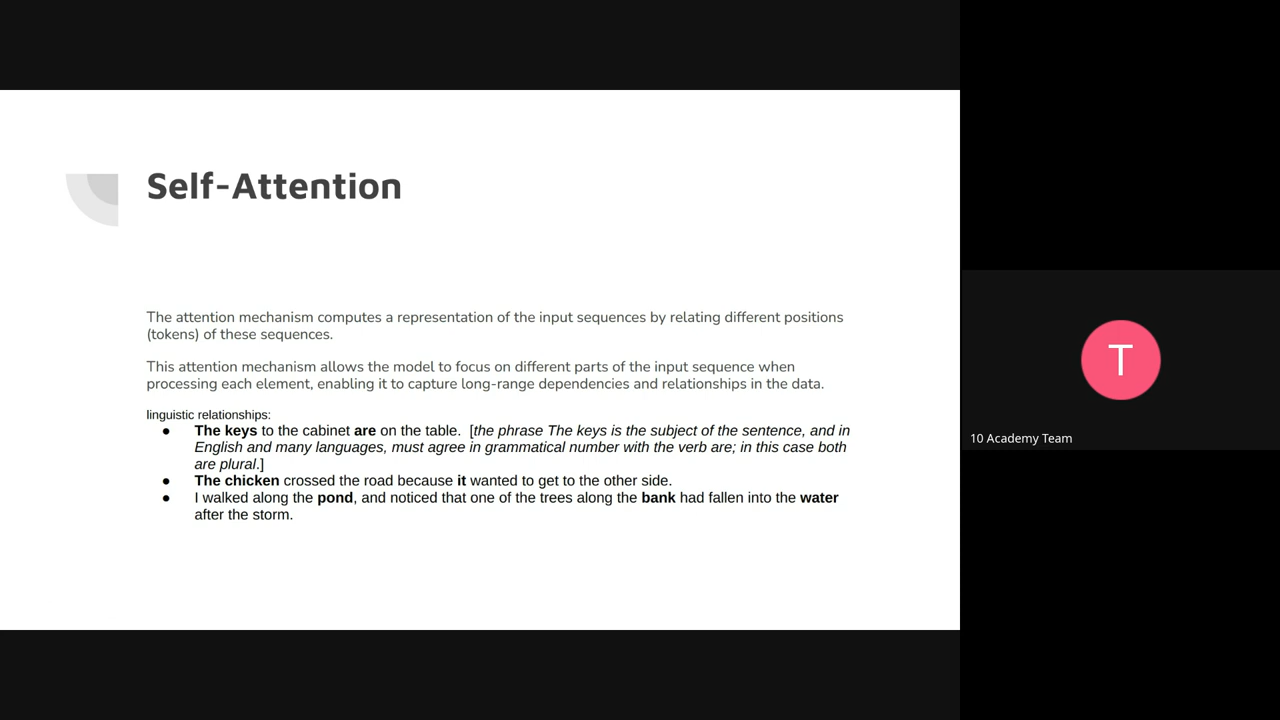 Self-Attention
The attention mechanism computes a representation of the input sequences by relating different positions
(tokens) of these sequences.
This attention mechanism allows the model to focus on different parts of the input sequence when
processing each element, enabling it to capture long-range dependencies and relationships in the data.
linguistic relationships:
● The keys to the cabinet are on the table. [the phrase The keys is the subject of the sentence, and in
English and many languages, must agree in grammatical number with the verb are; in this case both
are plural.]
● The chicken crossed the road because it wanted to get to the other side.
● I walked along the pond, and noticed that one of the trees along the bank had fallen into the water
after the storm.
T
10 Academy Team